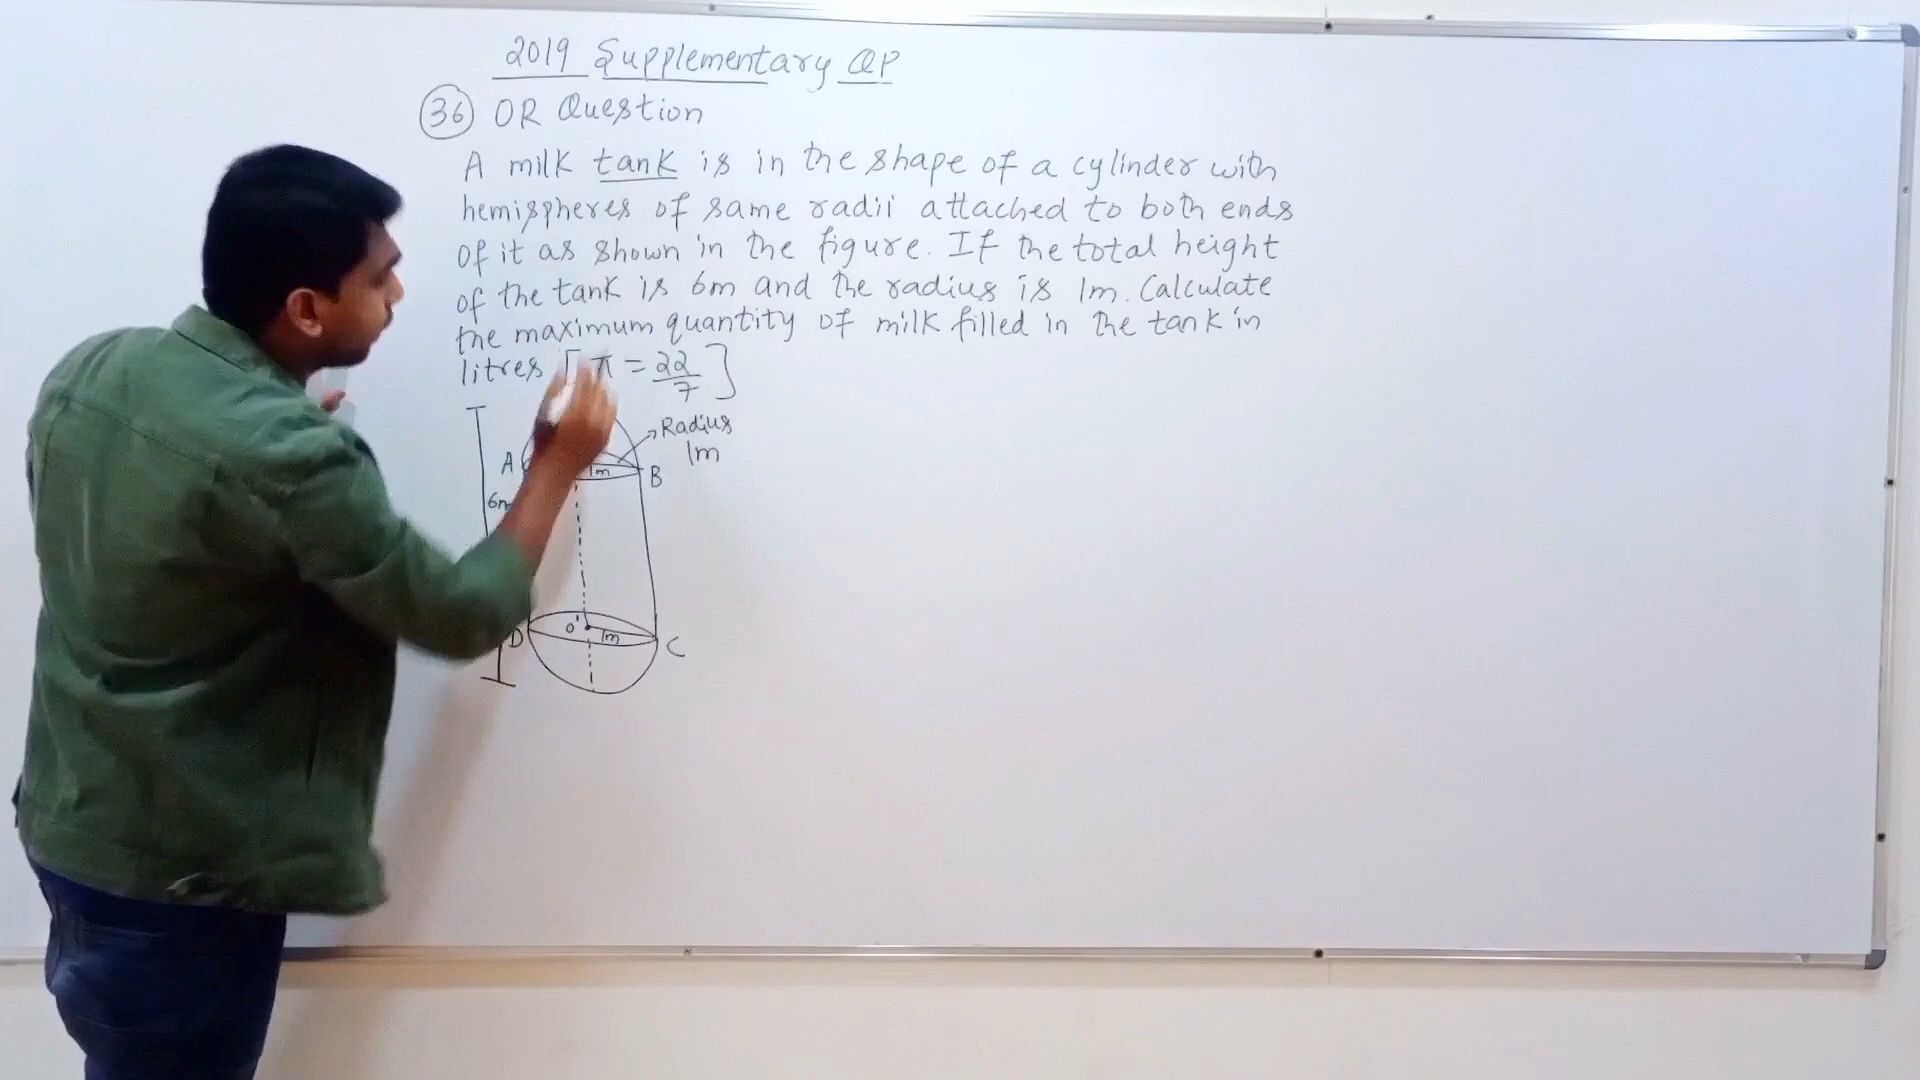 2019 Supplementary QP
36 OR Question
A milk tank is in the shape of a cylinder with
hemispheres of same radii attached to both ends
of it as shown in the figure. If the total height
of the tank is 6m and the radius is 1m. Calculate
the maximum quantity of milk filled in the tank in
litres [π = 22/7]
Radius
1m
A
1m
B
6m
D
O'
1m
C